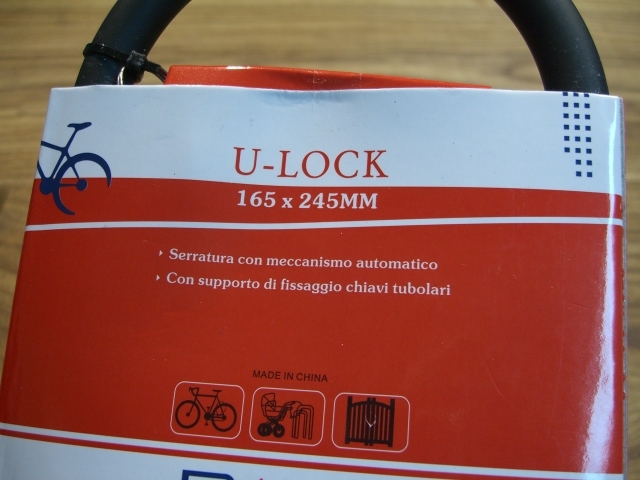 U-LOCK
165 x 245MM
Serratura con meccanismo automatico
Con supporto di fissaggio chiavi tubolari
MADE IN CHINA